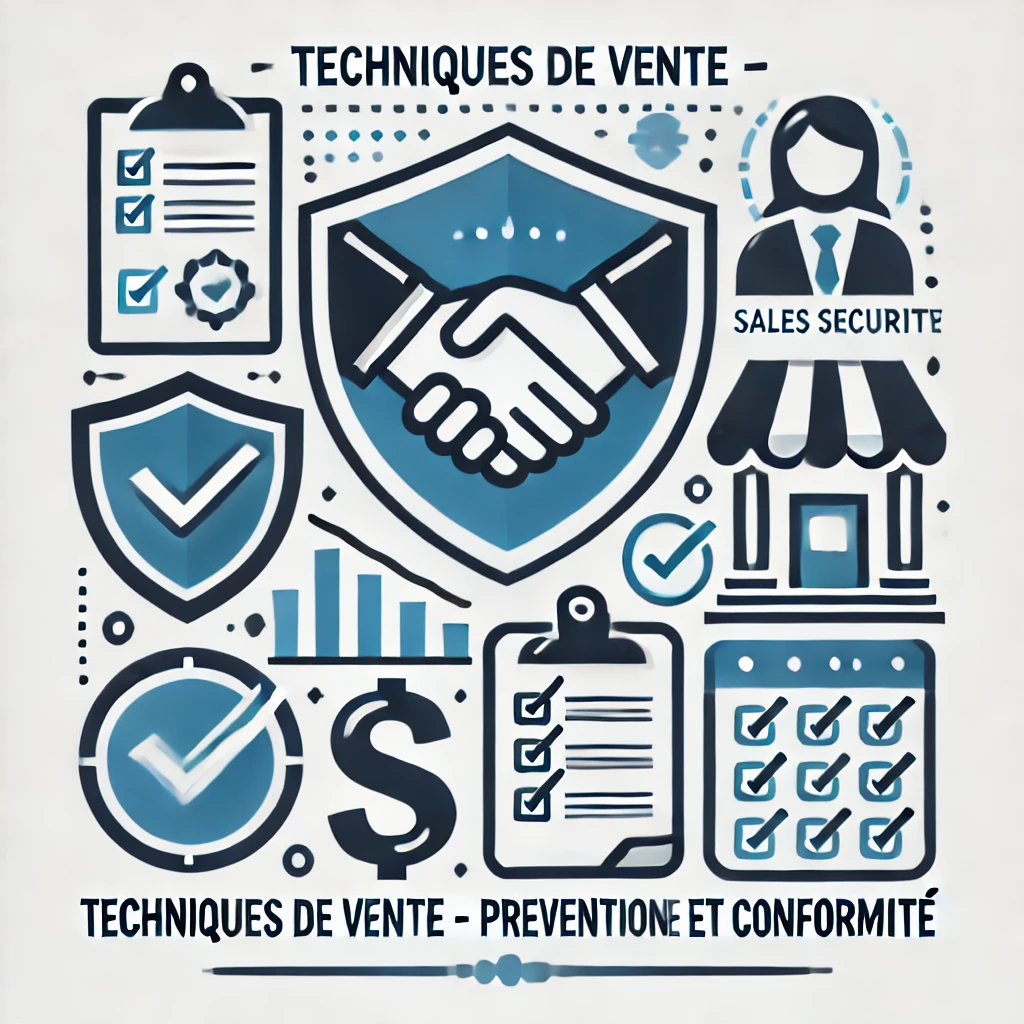 TECHNIQUES DE VENTE –
SALES SECURITE
TECHNIQUES DE VENTE - PREVENTIONE ET CONFORMITÉ